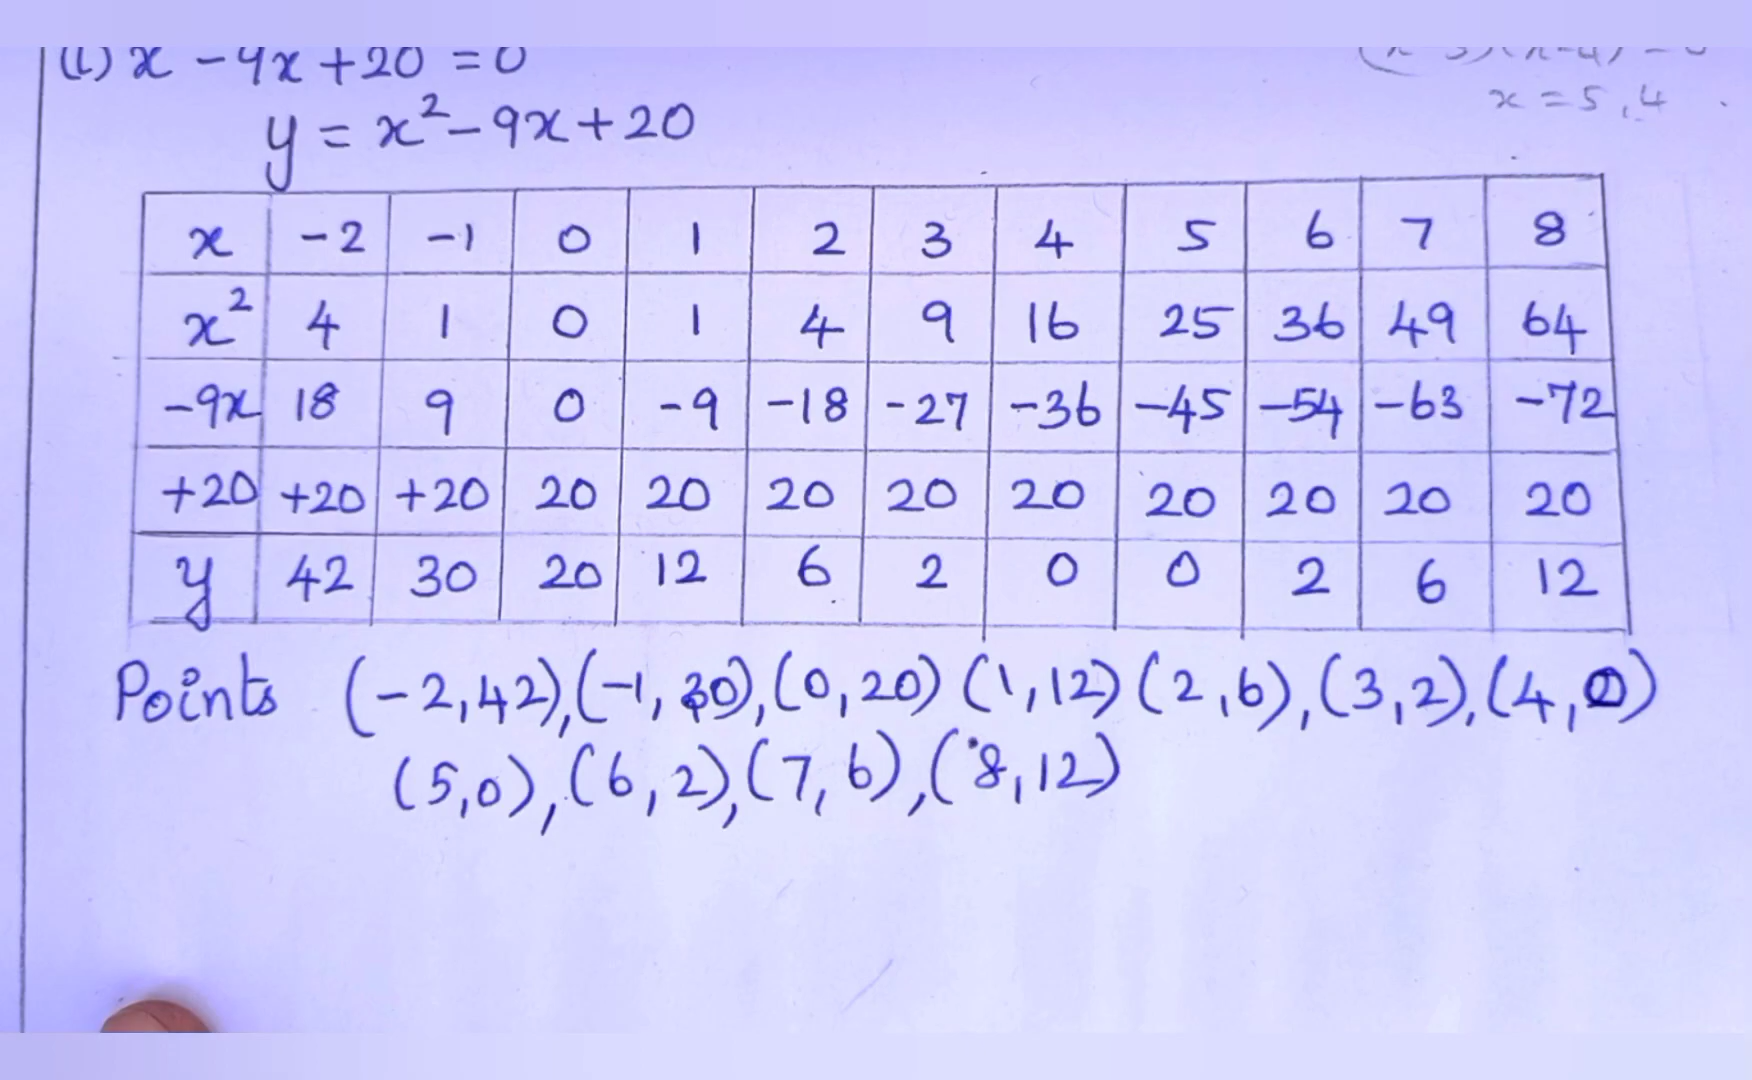 (i) x - 9x + 20 = 0
x = 5, 4
y = x² - 9x + 20
x -2 -1 0 1 2 3 4 5 6 7 8
x² 4 1 0 1 4 9 16 25 36 49 64
-9x 18 9 0 -9 -18 -27 -36 -45 -54 -63 -72
+20 +20 +20 20 20 20 20 20 20 20 20 20
y 42 30 20 12 6 2 0 0 2 6 12
Points (-2,42),(-1,30),(0,20) (1,12) (2,6),(3,2),(4,0)
(5,0),(6,2),(7,6),(8,12)